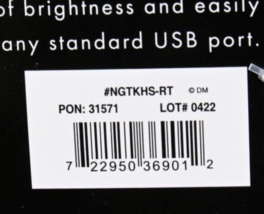 of brightness and easily
any standard USB port.
#NGTKHS-RT ©DM
PON: 31571 LOT# 0422
7 22950 36901 2